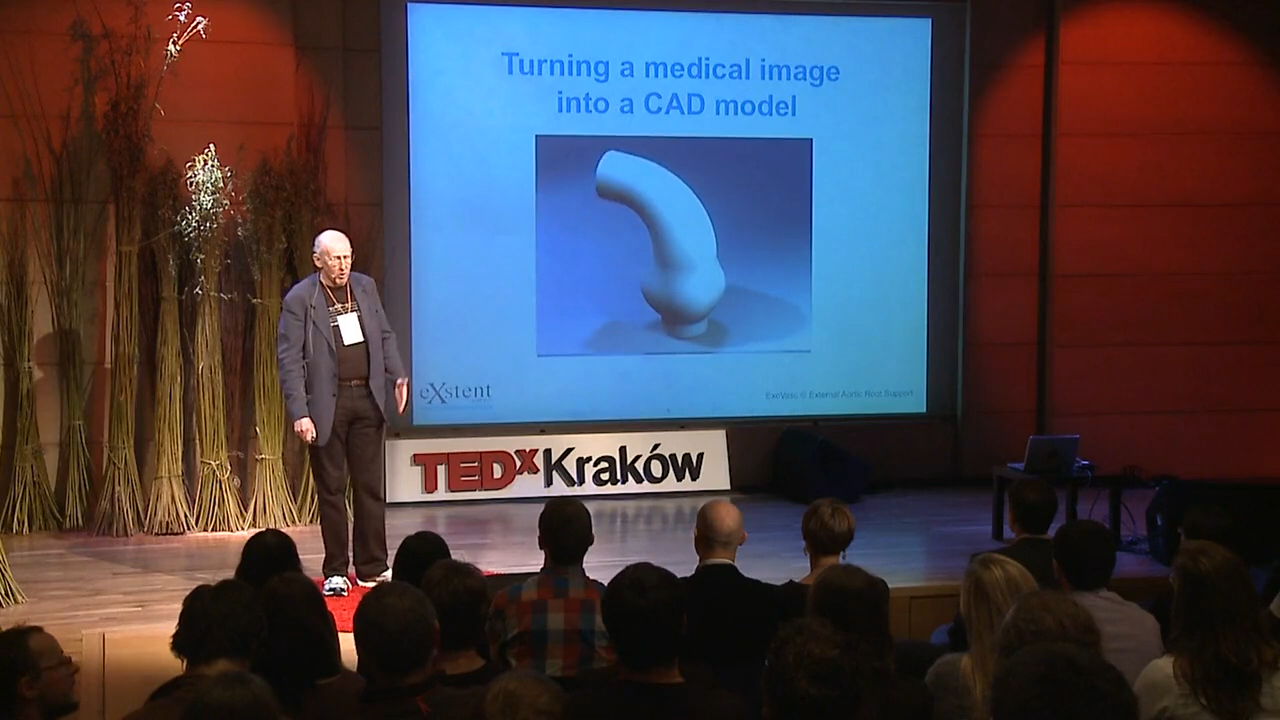 Turning a medical image
into a CAD model
eXstent
ExoVasc © External Aortic Root Support
TEDxKraków